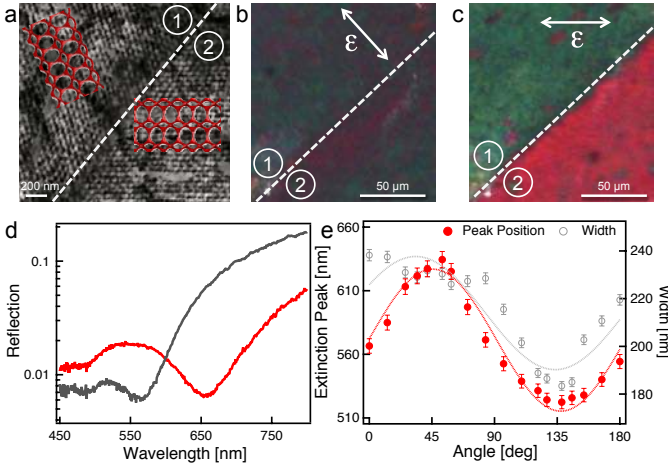 a
1
2
200 nm
b
ε
1
2
50 µm
c
ε
1
2
50 µm
d
Reflection
0.1
0.01
450
550
650
750
Wavelength [nm]
e
Extinction Peak [nm]
660
610
560
510
Peak Position
Width
240
220
200
180
Width [nm]
0
45
90
135
180
Angle [deg]